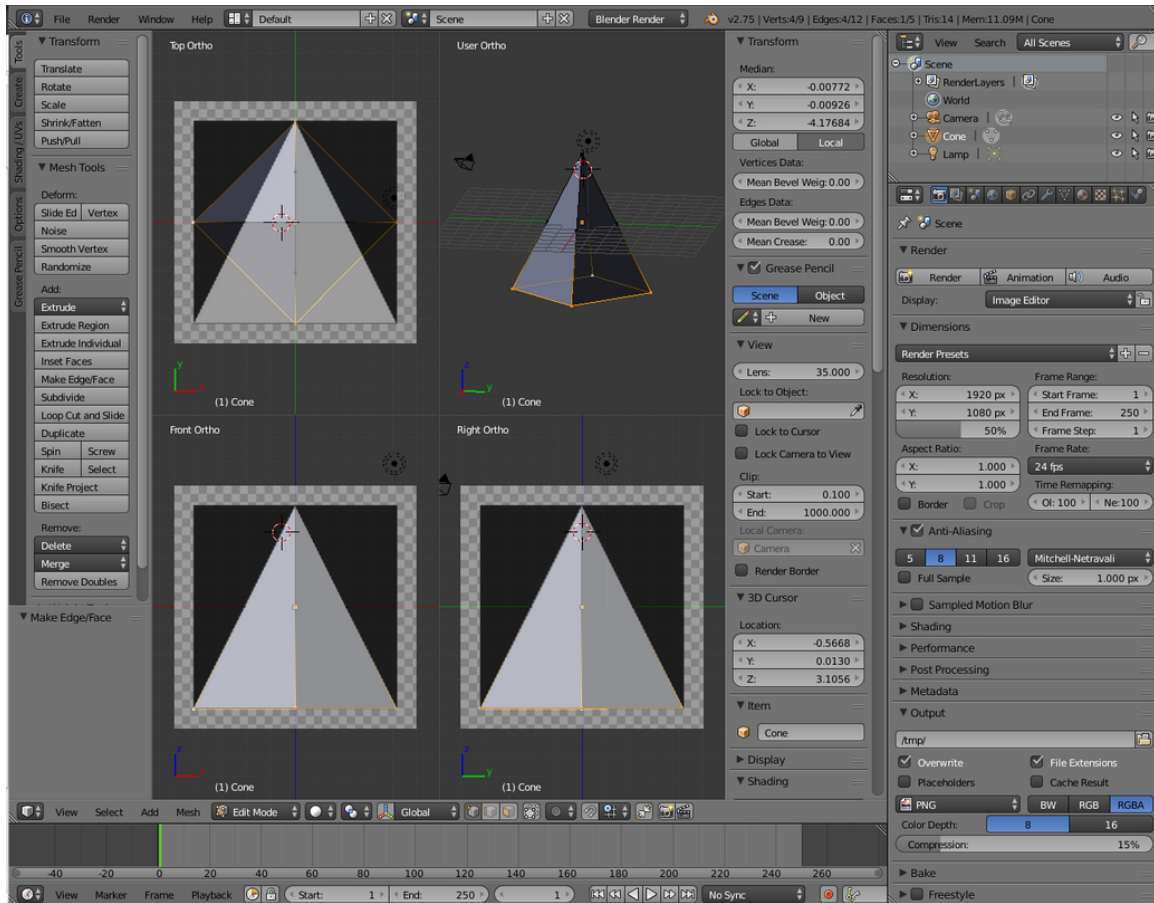 File Render Window Help Default Scene Blender Render v2.75 | Verts:4/9 | Edges:4/12 | Faces:1/5 | Tris:14 | Mem:11.09M | Cone
Tools
Create
Shading / UVs
Options
Grease Pencil
Transform
Translate
Rotate
Scale
Shrink/Fatten
Push/Pull
Mesh Tools
Deform:
Slide Ed Vertex
Noise
Smooth Vertex
Randomize
Add:
Extrude
Extrude Region
Extrude Individual
Inset Faces
Make Edge/Face
Subdivide
Loop Cut and Slide
Duplicate
Spin Screw
Knife Select
Knife Project
Bisect
Remove:
Delete
Merge
Remove Doubles
Make Edge/Face
Top Ortho
y
x
(1) Cone
User Ortho
z
y
(1) Cone
Front Ortho
z
x
(1) Cone
Right Ortho
z
y
(1) Cone
Transform
Median:
X: -0.00772
Y: -0.00926
Z: -4.17684
Global Local
Vertices Data:
Mean Bevel Weig: 0.00
Edges Data:
Mean Bevel Weig: 0.00
Mean Crease: 0.00
Grease Pencil
Scene Object
New
View
Lens: 35.000
Lock to Object:
Lock to Cursor
Lock Camera to View
Clip:
Start: 0.100
End: 1000.000
Local Camera:
Camera
Render Border
3D Cursor
Location:
X: -0.5668
Y: 0.0130
Z: 3.1056
Item
Cone
Display
Shading
View Search All Scenes
Scene
RenderLayers |
World
Camera |
Cone |
Lamp |
Scene
Render
Render Animation Audio
Display: Image Editor
Dimensions
Render Presets
Resolution: Frame Range:
X: 1920 px Start Frame: 1
Y: 1080 px End Frame: 250
50% Frame Step: 1
Aspect Ratio: Frame Rate:
X: 1.000 24 fps
Y: 1.000 Time Remapping:
Border Crop Ol: 100 Ne:100
Anti-Aliasing
5 8 11 16 Mitchell-Netravali
Full Sample Size: 1.000 px
Sampled Motion Blur
Shading
Performance
Post Processing
Metadata
Output
/tmp/
Overwrite File Extensions
Placeholders Cache Result
PNG BW RGB RGBA
Color Depth: 8 16
Compression: 15%
Bake
Freestyle
View Select Add Mesh Edit Mode Global
-40 -20 0 20 40 60 80 100 120 140 160 180 200 220 240 260
View Marker Frame Playback Start: 1 End: 250 1 No Sync